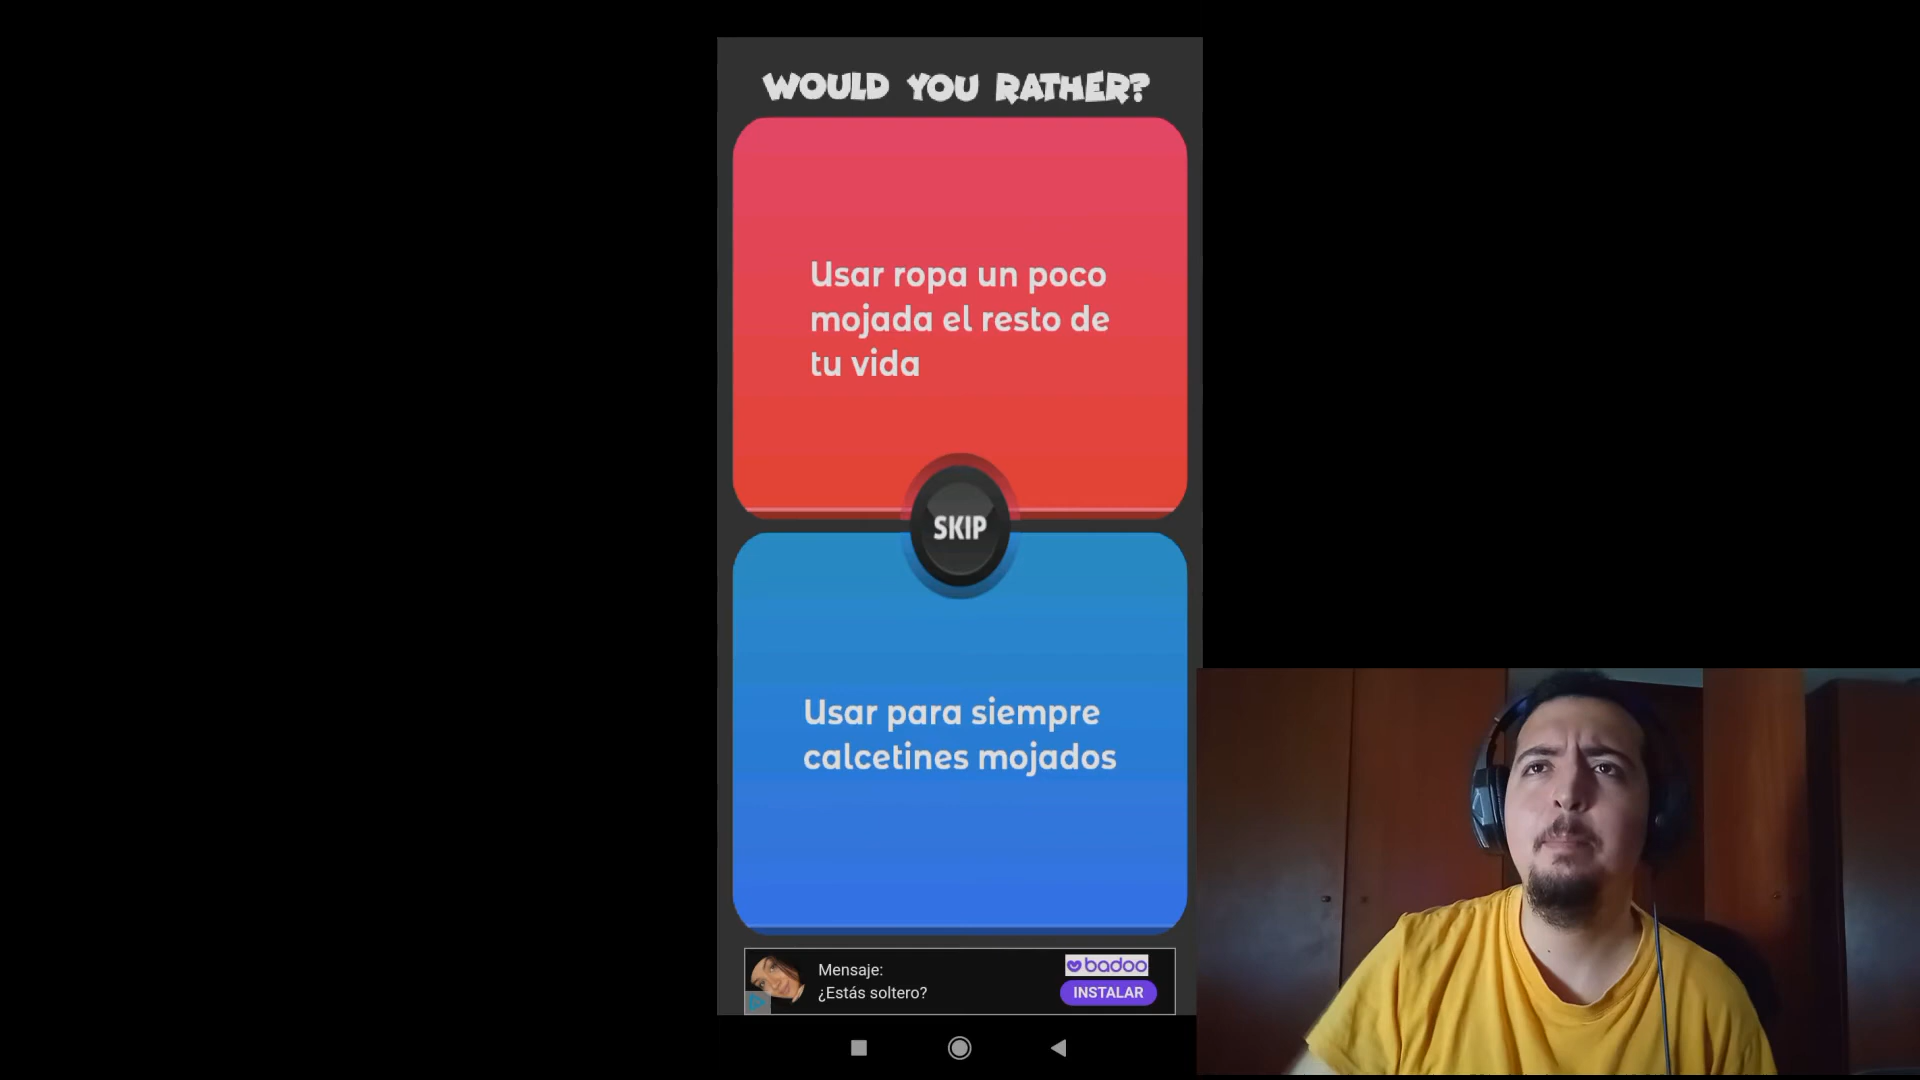 WOULD YOU RATHER?
Usar ropa un poco
mojada el resto de
tu vida
SKIP
Usar para siempre
calcetines mojados
Mensaje:
¿Estás soltero?
badoo
INSTALAR